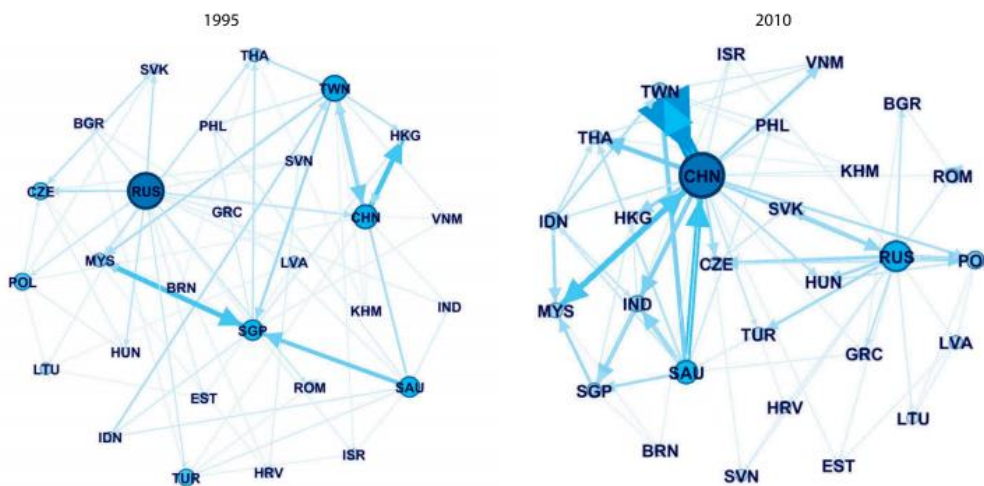 1995
2010
THA
SVK
TWN
BGR
PHL
HKG
SVN
CZE
RUS
GRC
CHN
VNM
MYS
LVA
POL
BRN
IND
KHM
SGP
HUN
LTU
ROM
SAU
EST
IDN
ISR
TUR
HRV
ISR
VNM
TWN
BGR
THA
PHL
CHN
KHM
ROM
IDN
HKG
SVK
CZE
RUS
PO
HUN
MYS
IND
TUR
LVA
GRC
SAU
SGP
HRV
LTU
BRN
SVN
EST